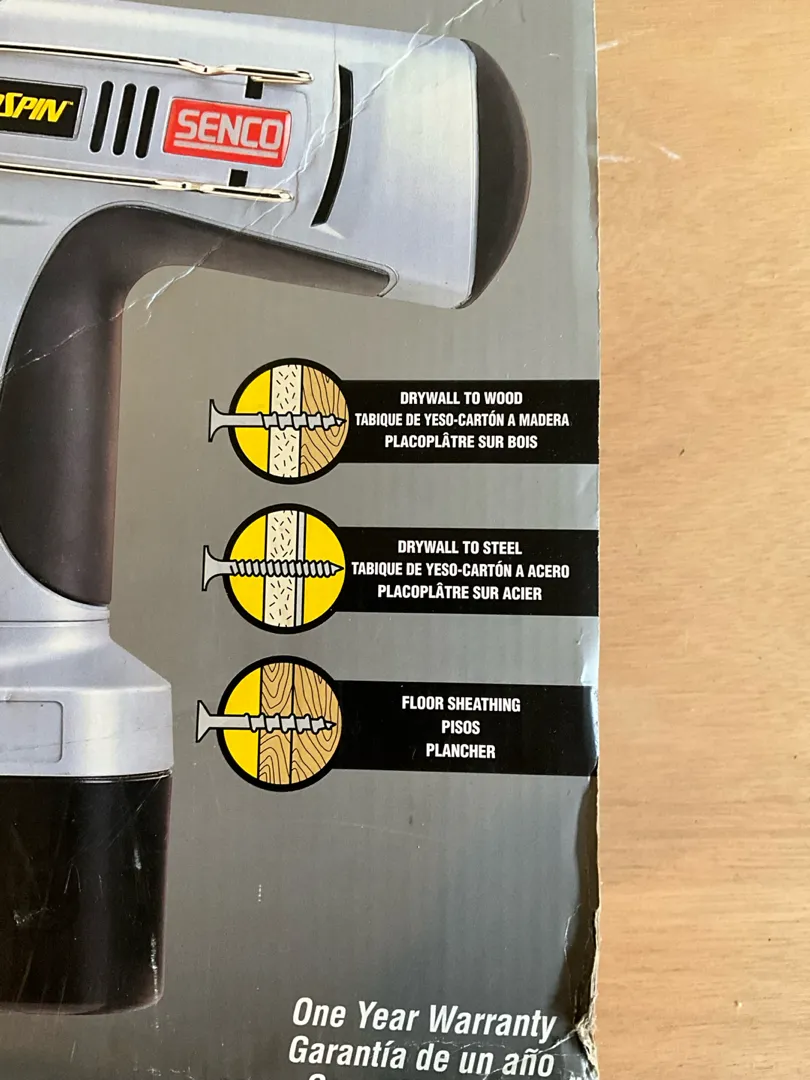 SPIN
SENCO
DRYWALL TO WOOD
TABIQUE DE YESO-CARTÓN A MADERA
PLACOPLÂTRE SUR BOIS
DRYWALL TO STEEL
TABIQUE DE YESO-CARTÓN A ACERO
PLACOPLÂTRE SUR ACIER
FLOOR SHEATHING
PISOS
PLANCHER
One Year Warranty
Garantía de un año